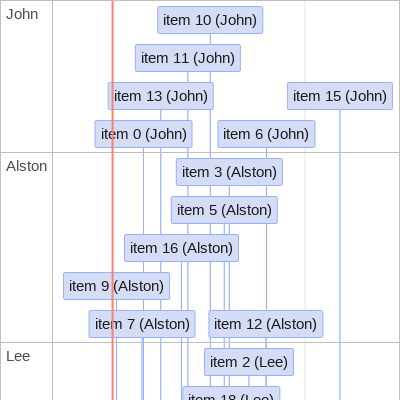 John
item 10 (John)
item 11 (John)
item 13 (John)
item 15 (John)
item 0 (John)
item 6 (John)
Alston
item 3 (Alston)
item 5 (Alston)
item 16 (Alston)
item 9 (Alston)
item 7 (Alston)
item 12 (Alston)
Lee
item 2 (Lee)
item 18 (Lee)